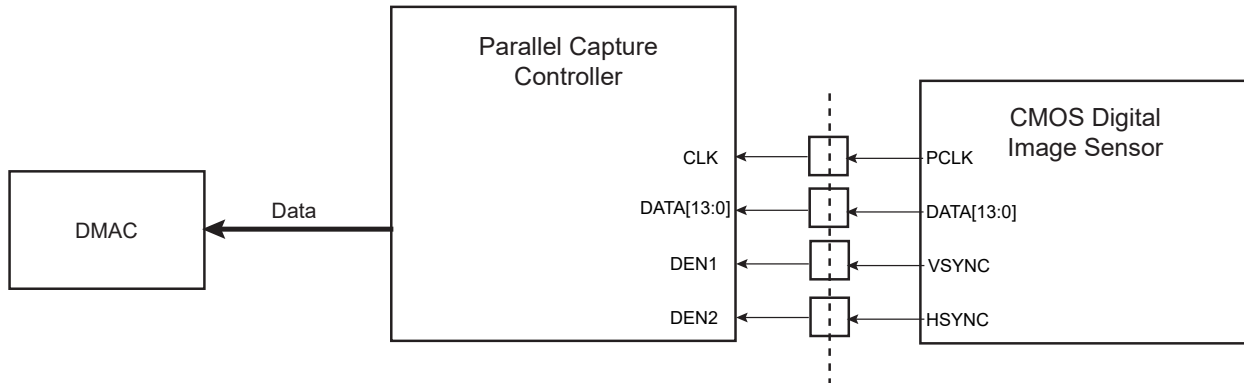 Parallel Capture
Controller
CMOS Digital
Image Sensor
CLK
PCLK
DATA[13:0]
DATA[13:0]
Data
DMAC
DEN1
VSYNC
DEN2
HSYNC